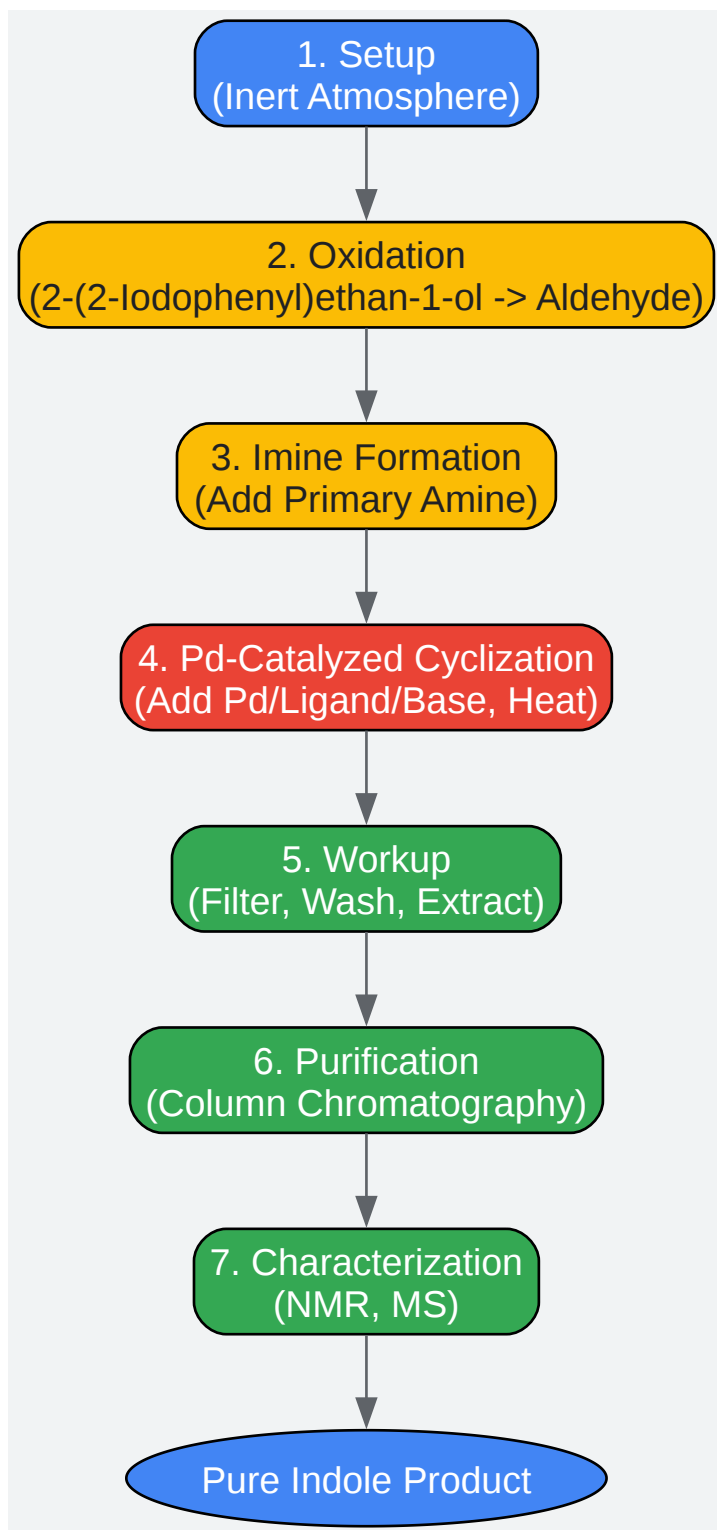 1. Setup
(Inert Atmosphere)
2. Oxidation
(2-(2-Iodophenyl)ethan-1-ol -> Aldehyde)
3. Imine Formation
(Add Primary Amine)
4. Pd-Catalyzed Cyclization
(Add Pd/Ligand/Base, Heat)
5. Workup
(Filter, Wash, Extract)
6. Purification
(Column Chromatography)
7. Characterization
(NMR, MS)
Pure Indole Product